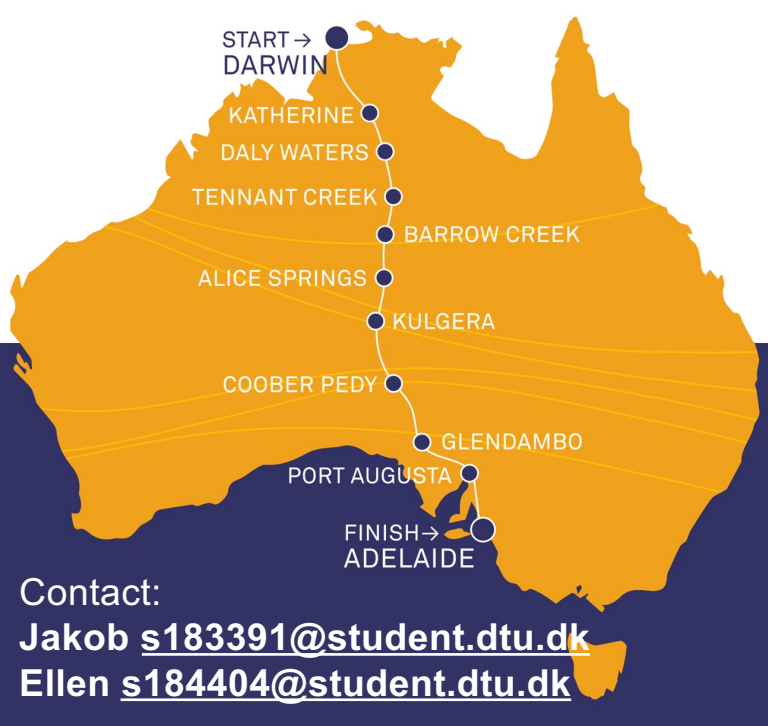 START→
DARWIN
KATHERINE
DALY WATERS
TENNANT CREEK
BARROW CREEK
ALICE SPRINGS
KULGERA
COOBER PEDY
GLENDAMBO
PORT AUGUSTA
FINISH→
ADELAIDE
Contact:
Jakob s183391@student.dtu.dk
Ellen s184404@student.dtu.dk